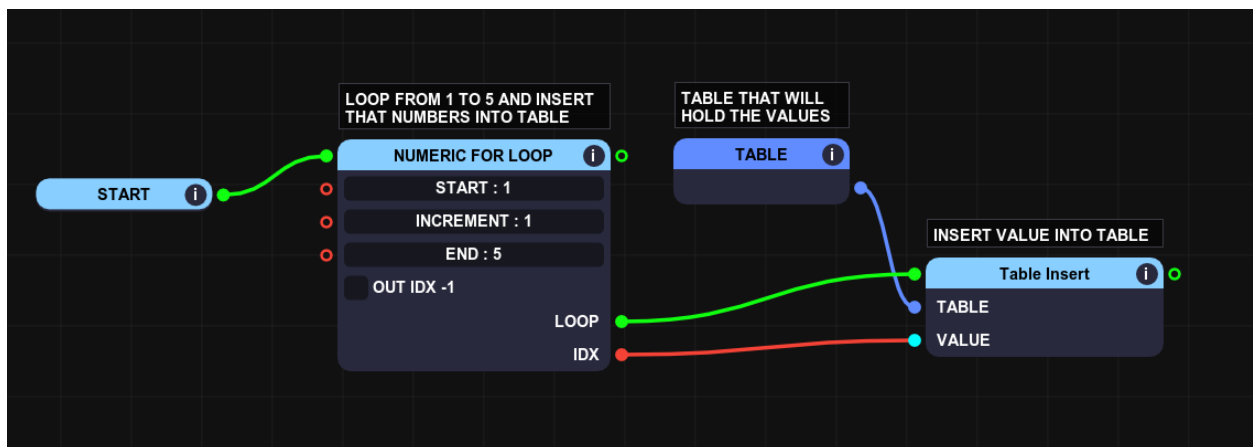 START i
LOOP FROM 1 TO 5 AND INSERT
THAT NUMBERS INTO TABLE
NUMERIC FOR LOOP i
START : 1
INCREMENT : 1
END : 5
OUT IDX -1
LOOP
IDX
TABLE THAT WILL
HOLD THE VALUES
TABLE i
INSERT VALUE INTO TABLE
Table Insert i
TABLE
VALUE